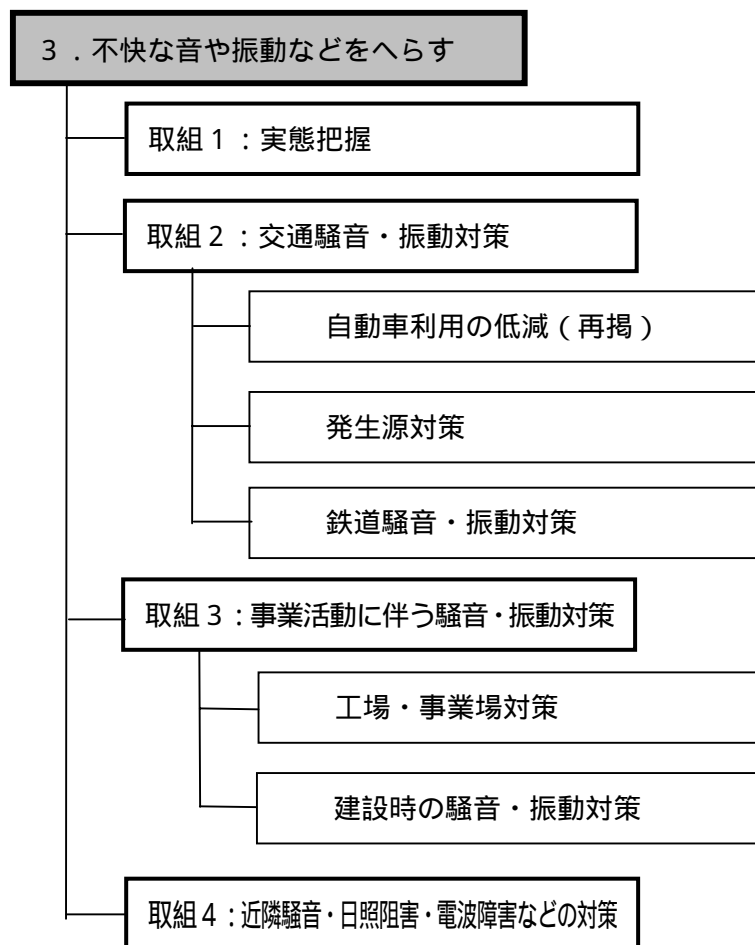 ３．不快な音や振動などをへらす
取組１：実態把握
取組２：交通騒音・振動対策
自動車利用の低減（再掲）
発生源対策
鉄道騒音・振動対策
取組３：事業活動に伴う騒音・振動対策
工場・事業場対策
建設時の騒音・振動対策
取組４：近隣騒音・日照阻害・電波障害などの対策